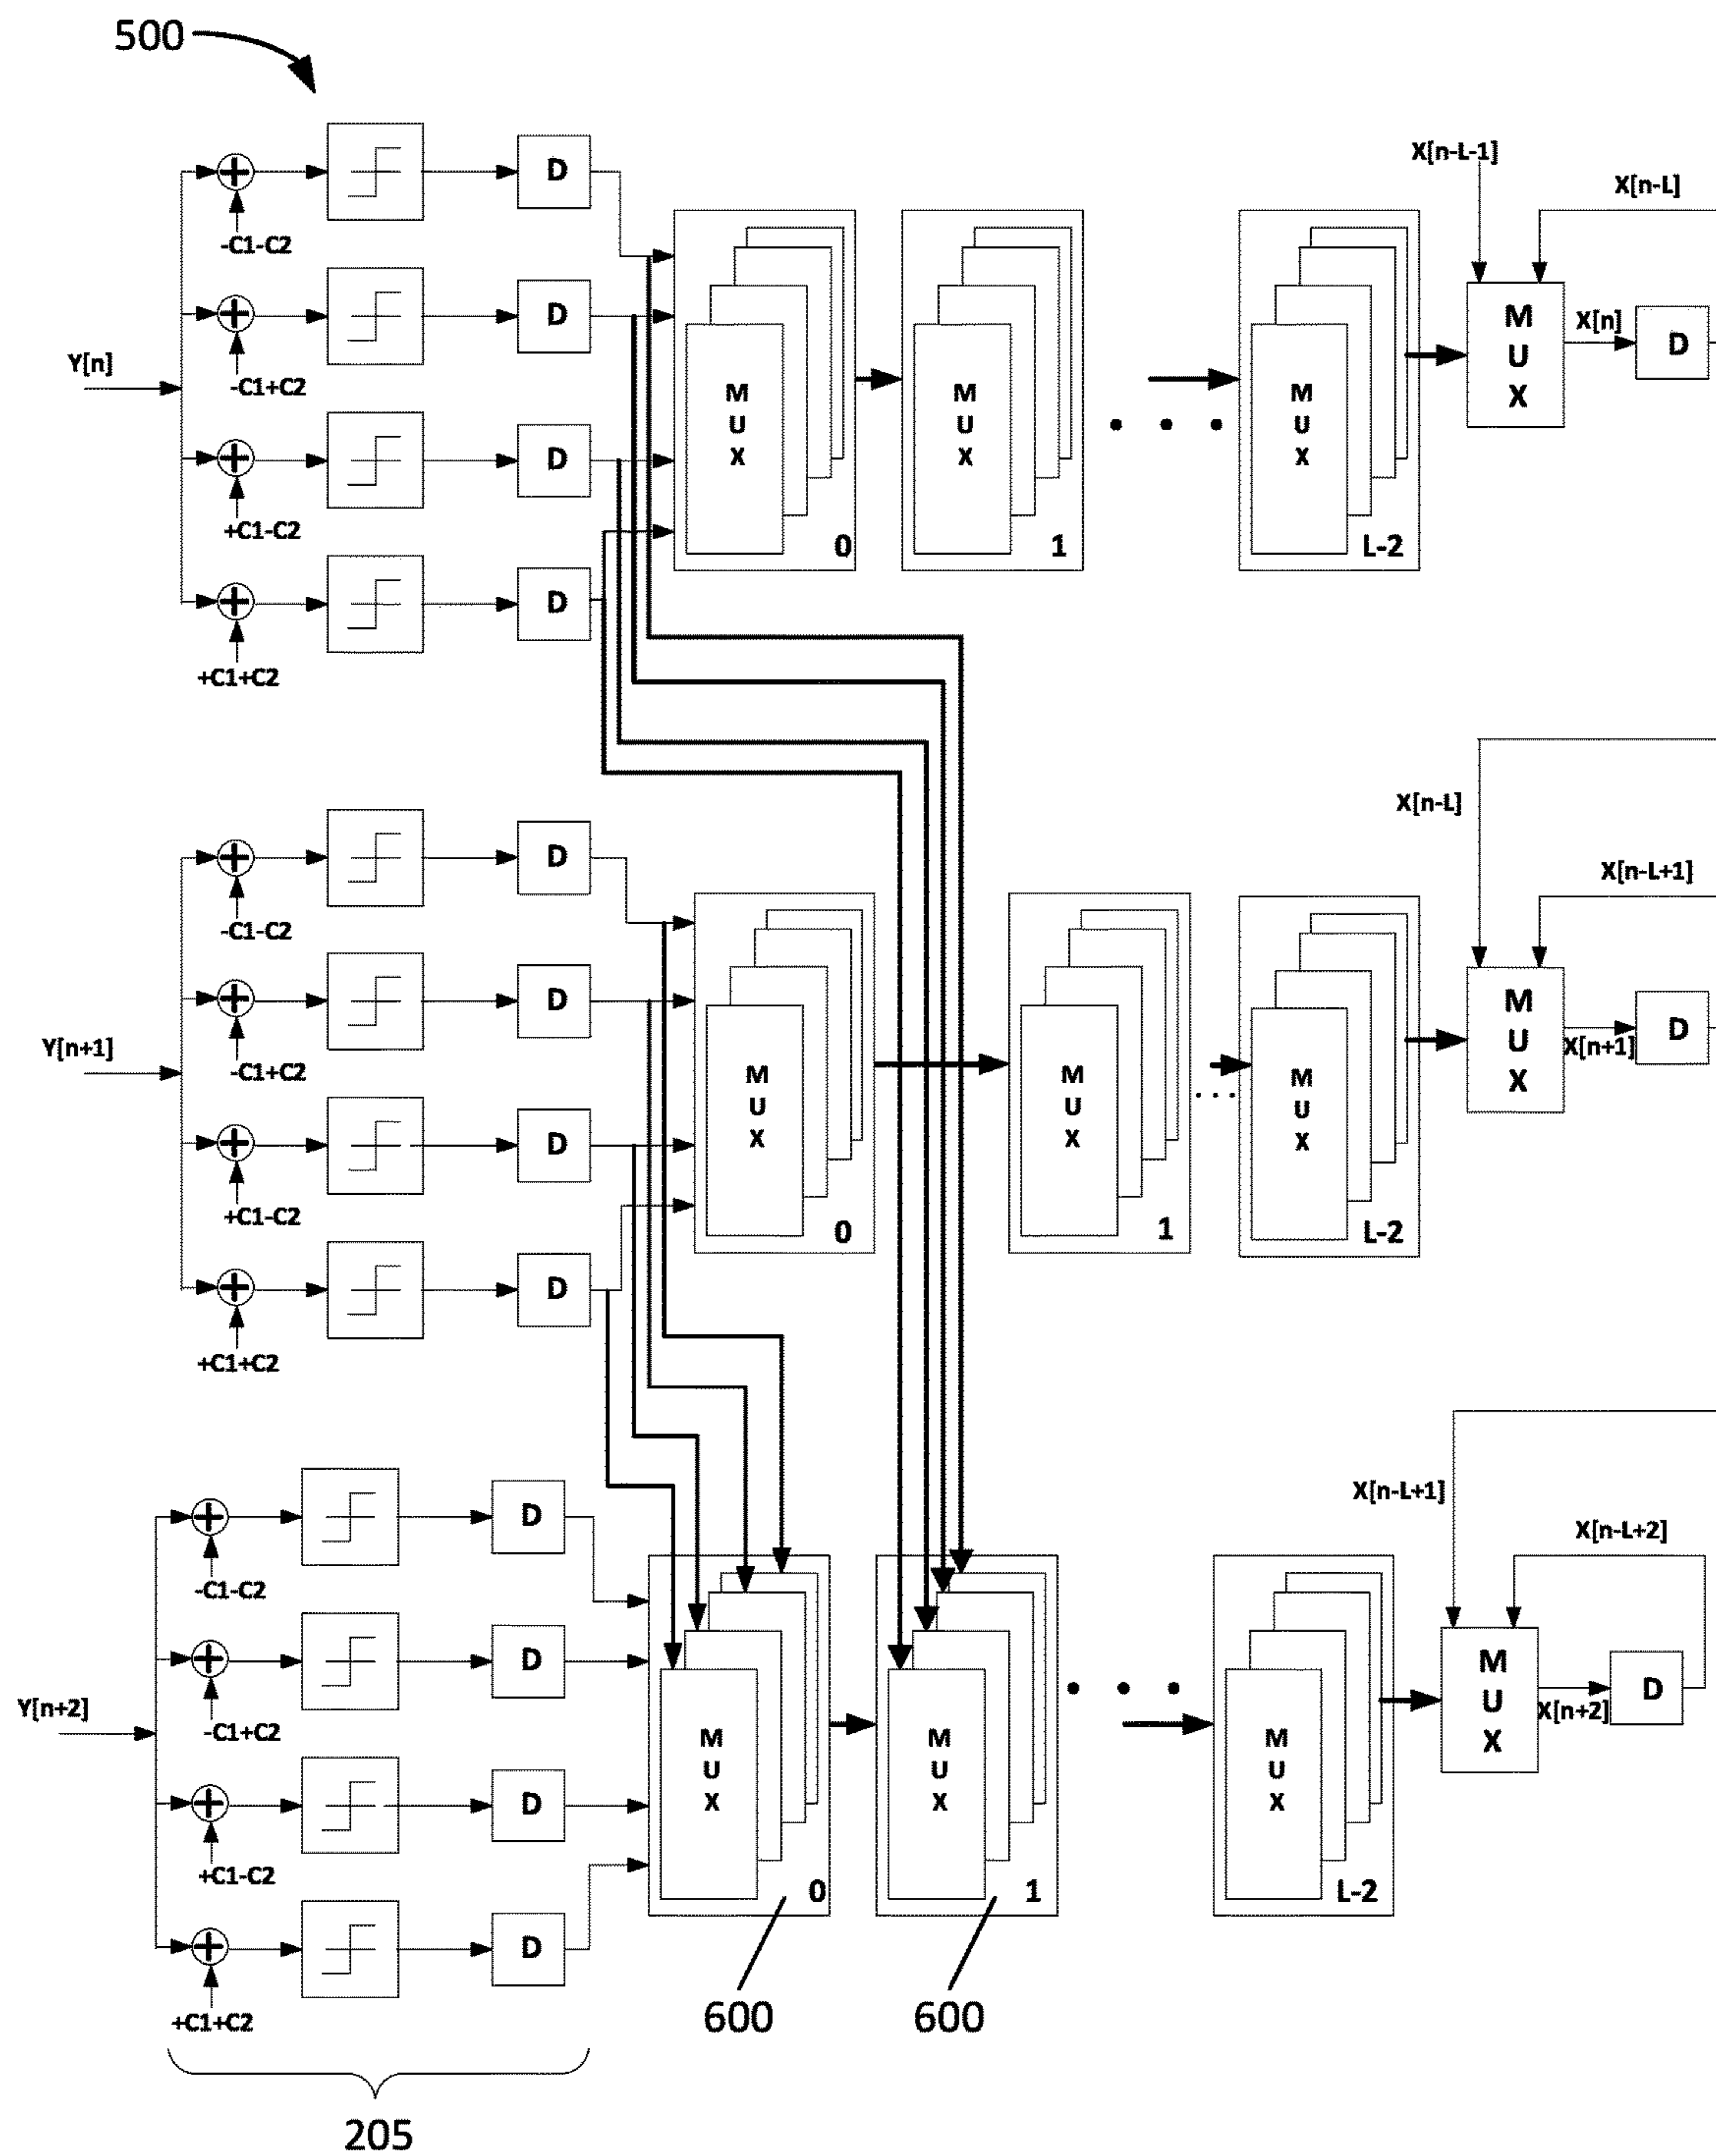 500
X[n-L-1]
X[n-L]
D
-C1-C2
D
-C1+C2
Y[n]
D
+C1-C2
D
+C1+C2
M
U
X
0
M
U
X
1
. . .
M
U
X
L-2
M
U
X
X[n]
D
X[n-L]
X[n-L+1]
D
-C1-C2
D
-C1+C2
Y[n+1]
D
+C1-C2
D
+C1+C2
M
U
X
0
M
U
X
1
...
M
U
X
L-2
M
U
X
X[n+1]
D
X[n-L+1]
X[n-L+2]
D
-C1-C2
D
-C1+C2
Y[n+2]
D
+C1-C2
D
+C1+C2
M
U
X
0
M
U
X
1
. . .
M
U
X
L-2
M
U
X
X[n+2]
D
600
600
205